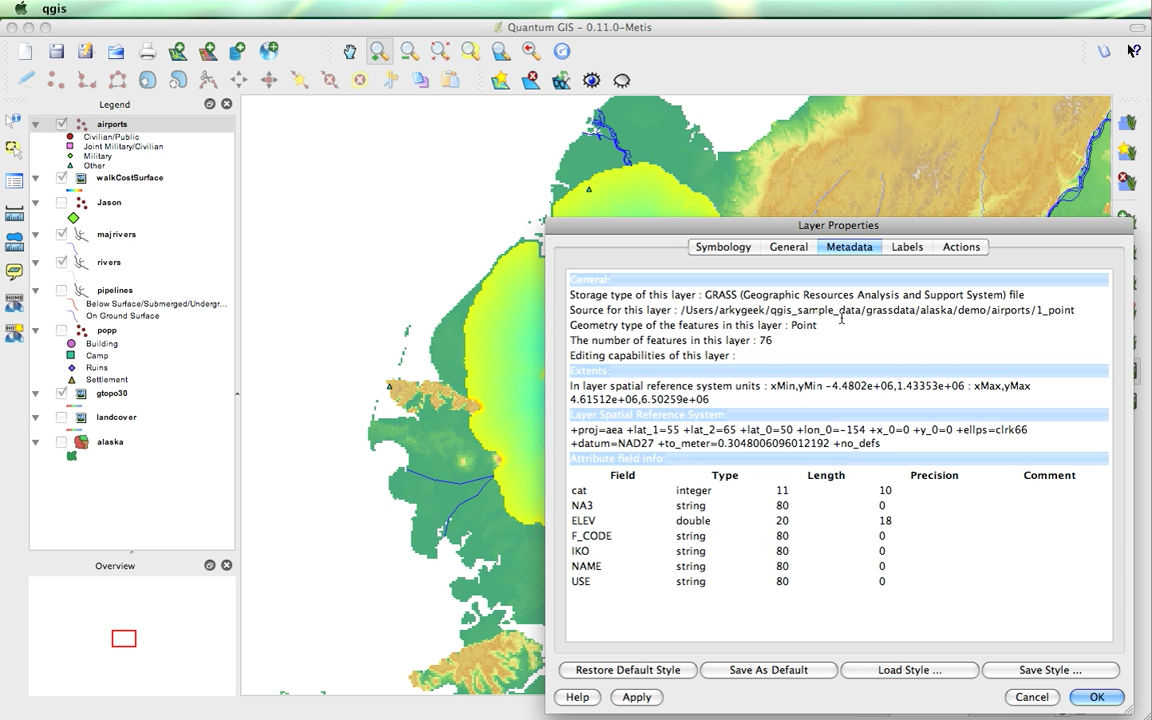 qgis
Quantum GIS - 0.11.0-Metis
Legend
airports
Civilian/Public
Joint Military/Civilian
Military
Other
walkCostSurface
Jason
majrivers
rivers
pipelines
Below Surface/Submerged/Undergr...
On Ground Surface
popp
Building
Camp
Ruins
Settlement
gtopo30
landcover
alaska
Overview
Layer Properties
Symbology General Metadata Labels Actions
General:
Storage type of this layer : GRASS (Geographic Resources Analysis and Support System) file
Source for this layer : /Users/arkygeek/qgis_sample_data/grassdata/alaska/demo/airports/1_point
Geometry type of the features in this layer : Point
The number of features in this layer : 76
Editing capabilities of this layer :
Extents:
In layer spatial reference system units : xMin,yMin -4.4802e+06,1.43353e+06 : xMax,yMax
4.61512e+06,6.50259e+06
Layer Spatial Reference System:
+proj=aea +lat_1=55 +lat_2=65 +lat_0=50 +lon_0=-154 +x_0=0 +y_0=0 +ellps=clrk66
+datum=NAD27 +to_meter=0.3048006096012192 +no_defs
Attribute field info:
Field Type Length Precision Comment
cat integer 11 10
NA3 string 80 0
ELEV double 20 18
F_CODE string 80 0
IKO string 80 0
NAME string 80 0
USE string 80 0
Restore Default Style Save As Default Load Style ... Save Style ...
Help Apply Cancel OK